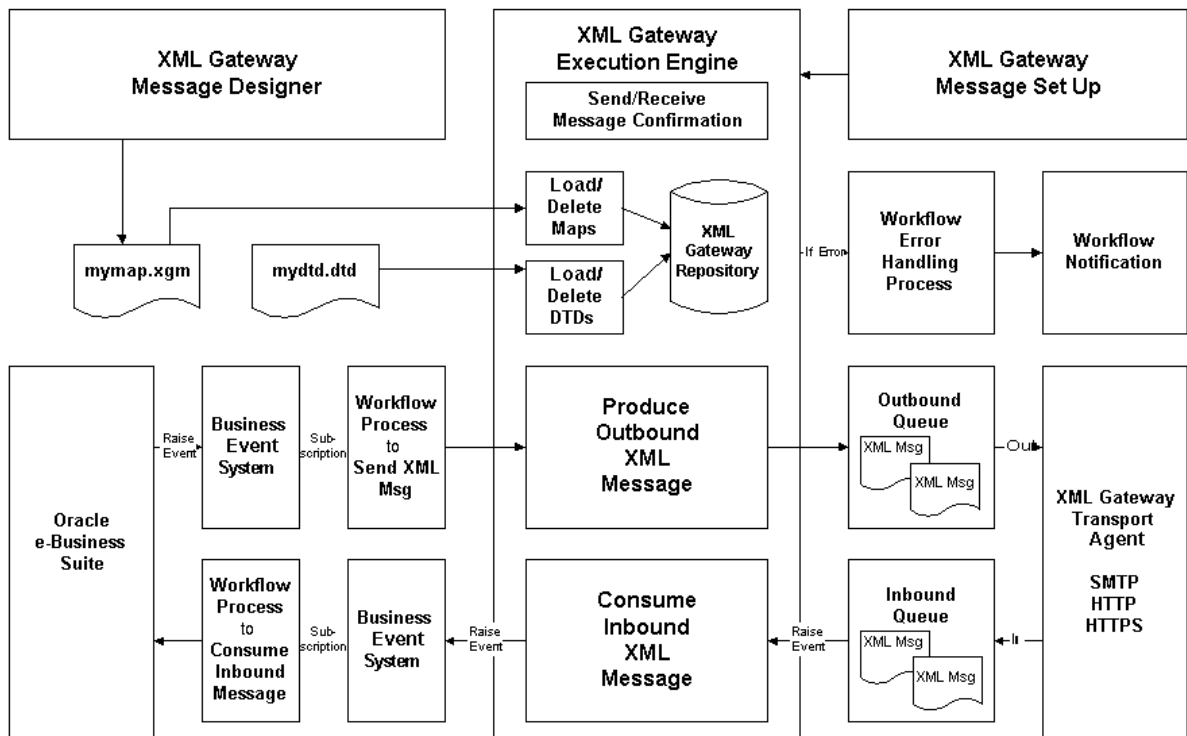 XML Gateway
Message Designer
XML Gateway
Execution Engine
Send/Receive
Message Confirmation
XML Gateway
Message Set Up
mymap.xgm
mydtd.dtd
Load/
Delete
Maps
Load/
Delete
DTDs
XML
Gateway
Repository
If Error
Workflow
Error
Handling
Process
Workflow
Notification
Oracle
e-Business
Suite
Raise
Event
Business
Event
System
Sub-
scription
Workflow
Process
to
Send XML
Msg
Produce
Outbound
XML
Message
Outbound
Queue
XML Msg
XML Msg
Out
XML Gateway
Transport
Agent
SMTP
HTTP
HTTPS
Workflow
Process
to
Consume
Inbound
Message
Sub-
scription
Business
Event
System
Raise
Event
Consume
Inbound
XML
Message
Raise
Event
Inbound
Queue
XML Msg
XML Msg